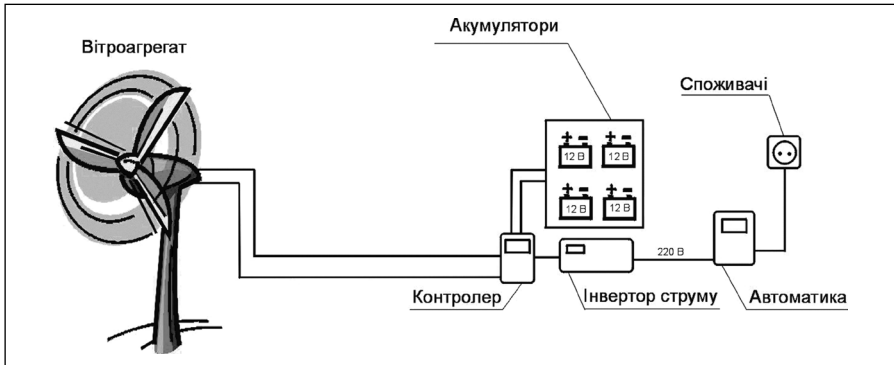 Акумулятори
Вітроагрегат
Споживачі
+ -
+ -
12 В
12 В
+ -
+ -
12 В
12 В
220 В
Контролер
Інвертор струму
Автоматика